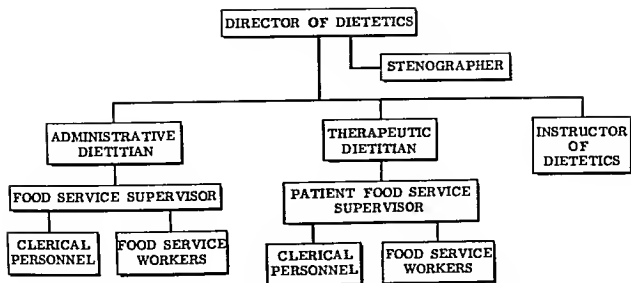 DIRECTOR OF DIETETICS
STENOGRAPHER
ADMINISTRATIVE
DIETITIAN
THERAPEUTIC
DIETITIAN
INSTRUCTOR
OF
DIETETICS
FOOD SERVICE SUPERVISOR
PATIENT FOOD SERVICE
SUPERVISOR
CLERICAL
PERSONNEL
FOOD SERVICE
WORKERS
CLERICAL
PERSONNEL
FOOD SERVICE
WORKERS